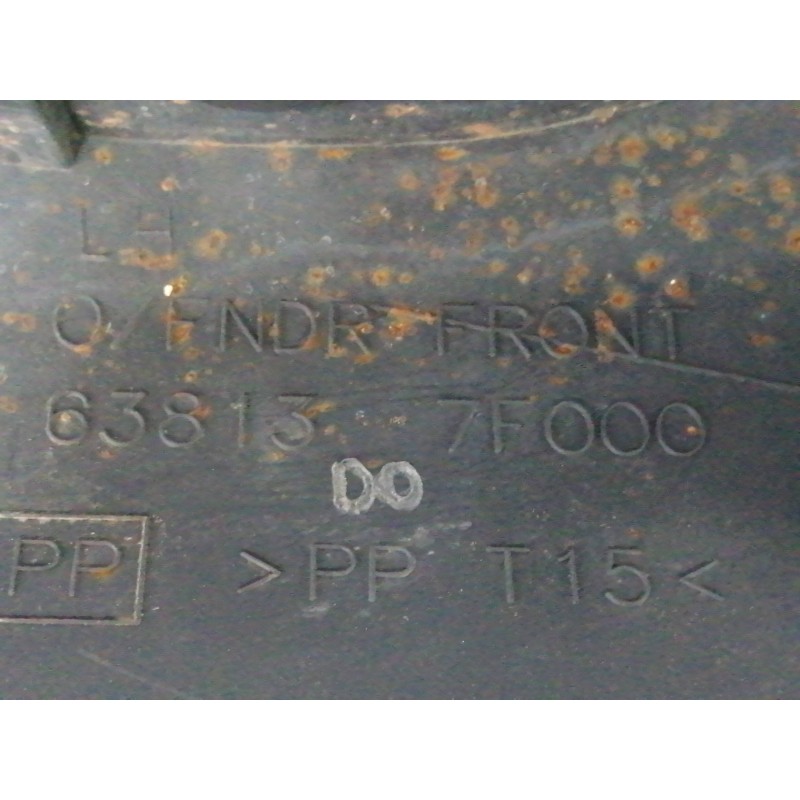 LH
O/FNDR FRONT
63813 7F000
DO
PP >PP T15<